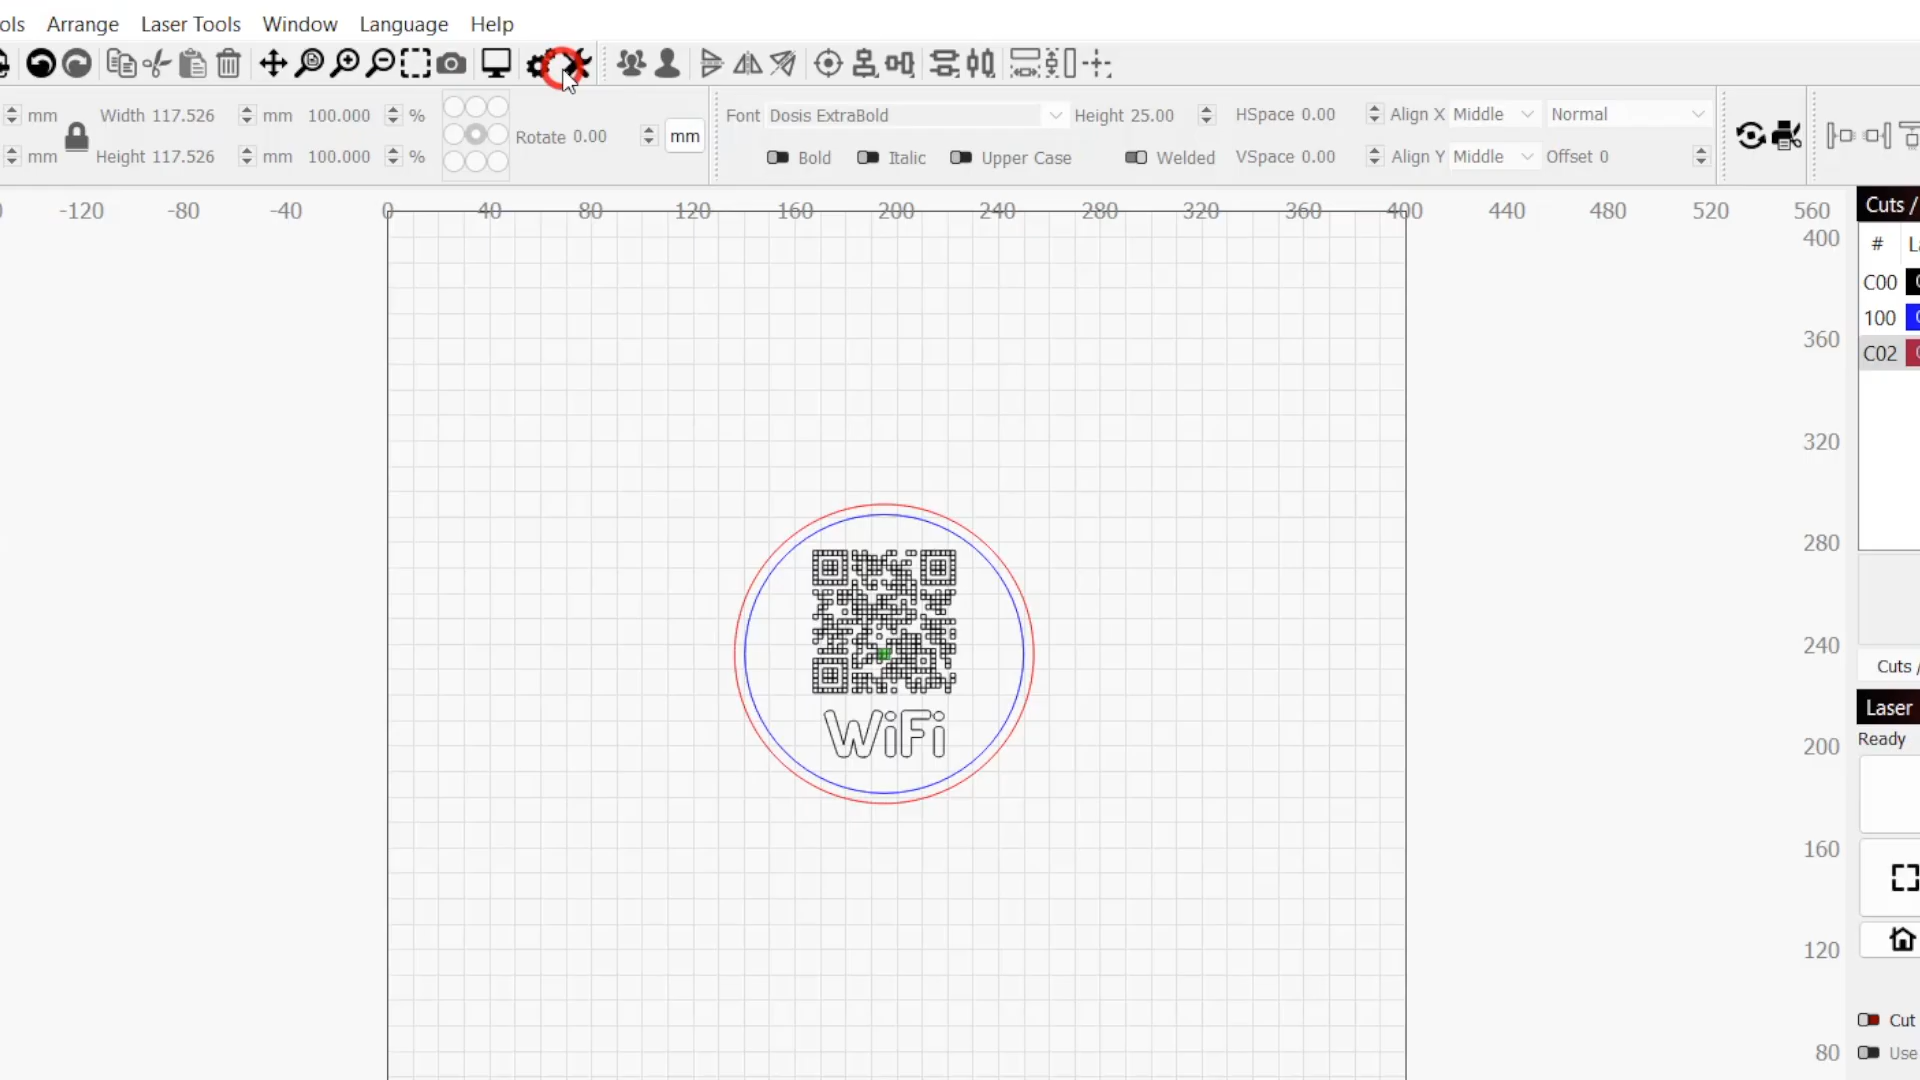 ols Arrange Laser Tools Window Language Help
mm Width 117.526 mm 100.000 % Rotate 0.00 mm Font Dosis ExtraBold Height 25.00 HSpace 0.00 Align X Middle Normal
mm Height 117.526 mm 100.000 % Bold Italic Upper Case Welded VSpace 0.00 Align Y Middle Offset 0
0 -120 -80 -40 0 40 80 120 160 200 240 280 320 360 400 440 480 520 560
400
360
320
280
240
200
160
120
80
WiFi
Cuts /
# La
C00
100
C02
Cuts /
Laser
Ready
Cut
Use